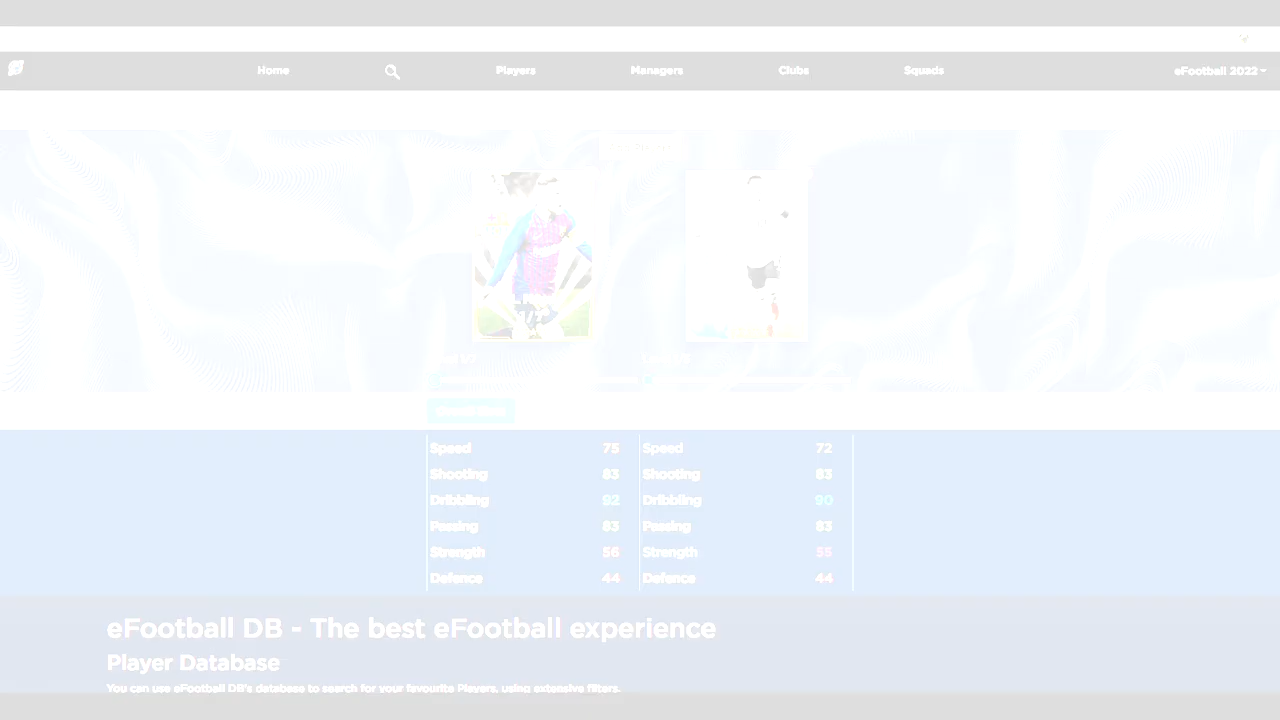 Home
Players
Managers
Clubs
Squads
eFootball 2022
Speed 75
Shooting 83
Dribbling 92
Passing 83
Strength 56
Defence 44
Speed 72
Shooting 83
Dribbling 90
Passing 83
Strength 55
Defence 44
eFootball DB - The best eFootball experience
Player Database
You can use eFootball DB's database to search for your favourite Players, using extensive filters.